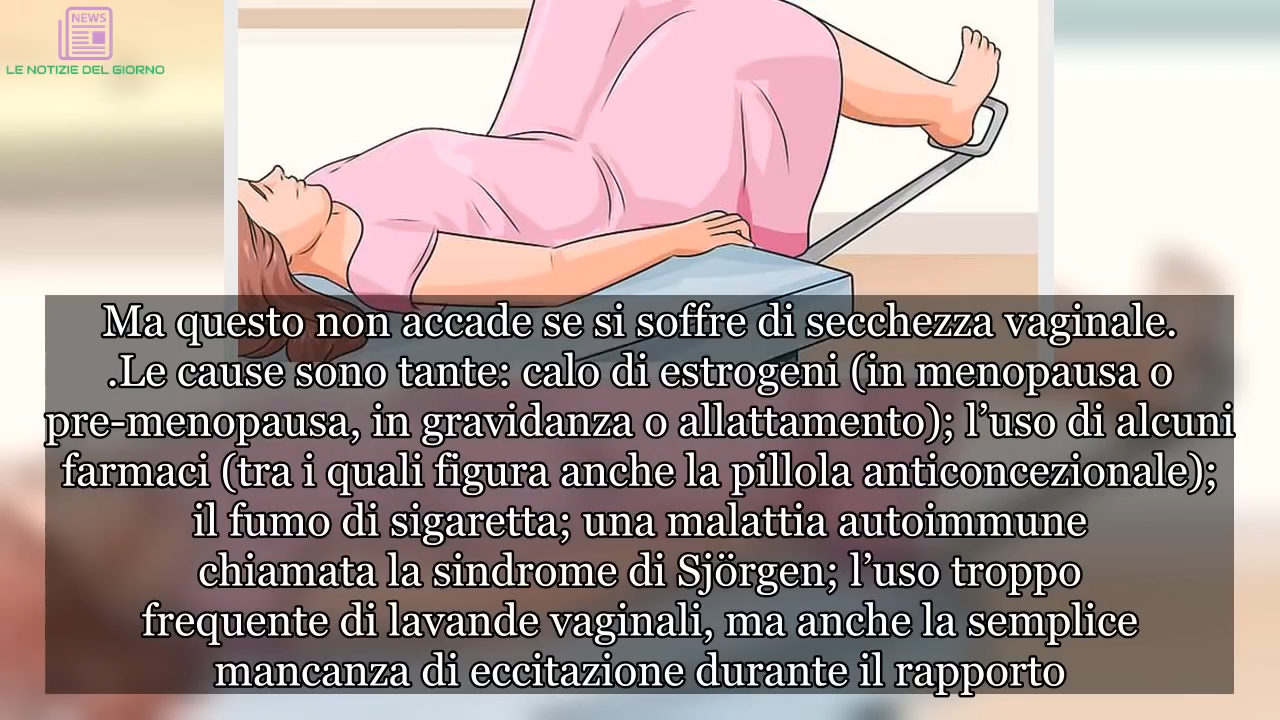 NEWS
LE NOTIZIE DEL GIORNO
Ma questo non accade se si soffre di secchezza vaginale.
.Le cause sono tante: calo di estrogeni (in menopausa o
pre-menopausa, in gravidanza o allattamento); l’uso di alcuni
farmaci (tra i quali figura anche la pillola anticoncezionale);
il fumo di sigaretta; una malattia autoimmune
chiamata la sindrome di Sjörgen; l’uso troppo
frequente di lavande vaginali, ma anche la semplice
mancanza di eccitazione durante il rapporto